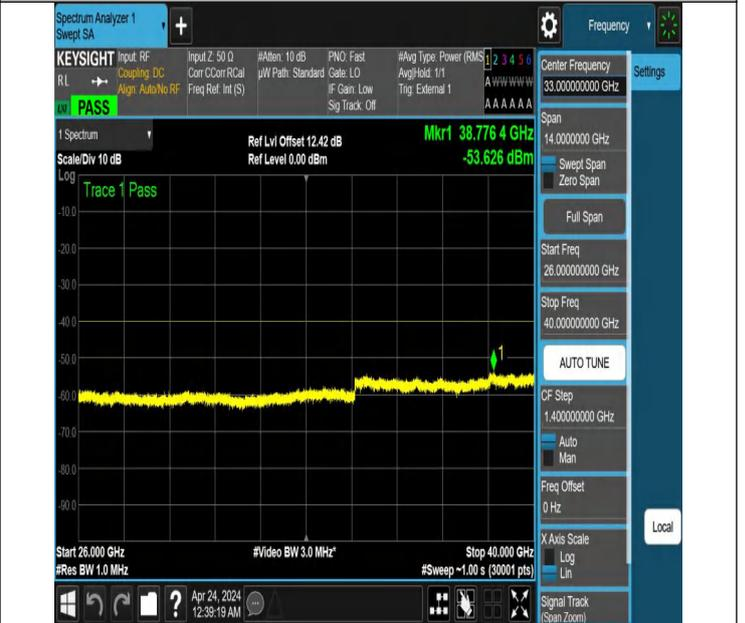 Spectrum Analyzer 1
Swept SA
Frequency
KEYSIGHT
RL
PASS
Input: RF
Coupling: DC
Align: Auto/No RF
Input Z: 50 Ω
Corr CCorr RCal
Freq Ref: Int (S)
#Atten: 10 dB
µW Path: Standard
PNO: Fast
Gate: LO
IF Gain: Low
Sig Track: Off
#Avg Type: Power (RMS
Avg|Hold: 1/1
Trig: External 1
1 2 3 4 5 6
A W W W W W
A A A A A A
1 Spectrum
Scale/Div 10 dB
Log
Ref Lvl Offset 12.42 dB
Ref Level 0.00 dBm
Mkr1 38.776 4 GHz
-53.626 dBm
Trace 1 Pass
-10.0
-20.0
-30.0
-40.0
-50.0
-60.0
-70.0
-80.0
-90.0
1
Start 26.000 GHz
#Res BW 1.0 MHz
#Video BW 3.0 MHz*
Stop 40.000 GHz
#Sweep ~1.00 s (30001 pts)
Apr 24, 2024
12:39:19 AM
Center Frequency
33.000000000 GHz
Settings
Span
14.0000000 GHz
Swept Span
Zero Span
Full Span
Start Freq
26.000000000 GHz
Stop Freq
40.000000000 GHz
AUTO TUNE
CF Step
1.400000000 GHz
Auto
Man
Freq Offset
0 Hz
X Axis Scale
Log
Lin
Local
Signal Track
(Span Zoom)